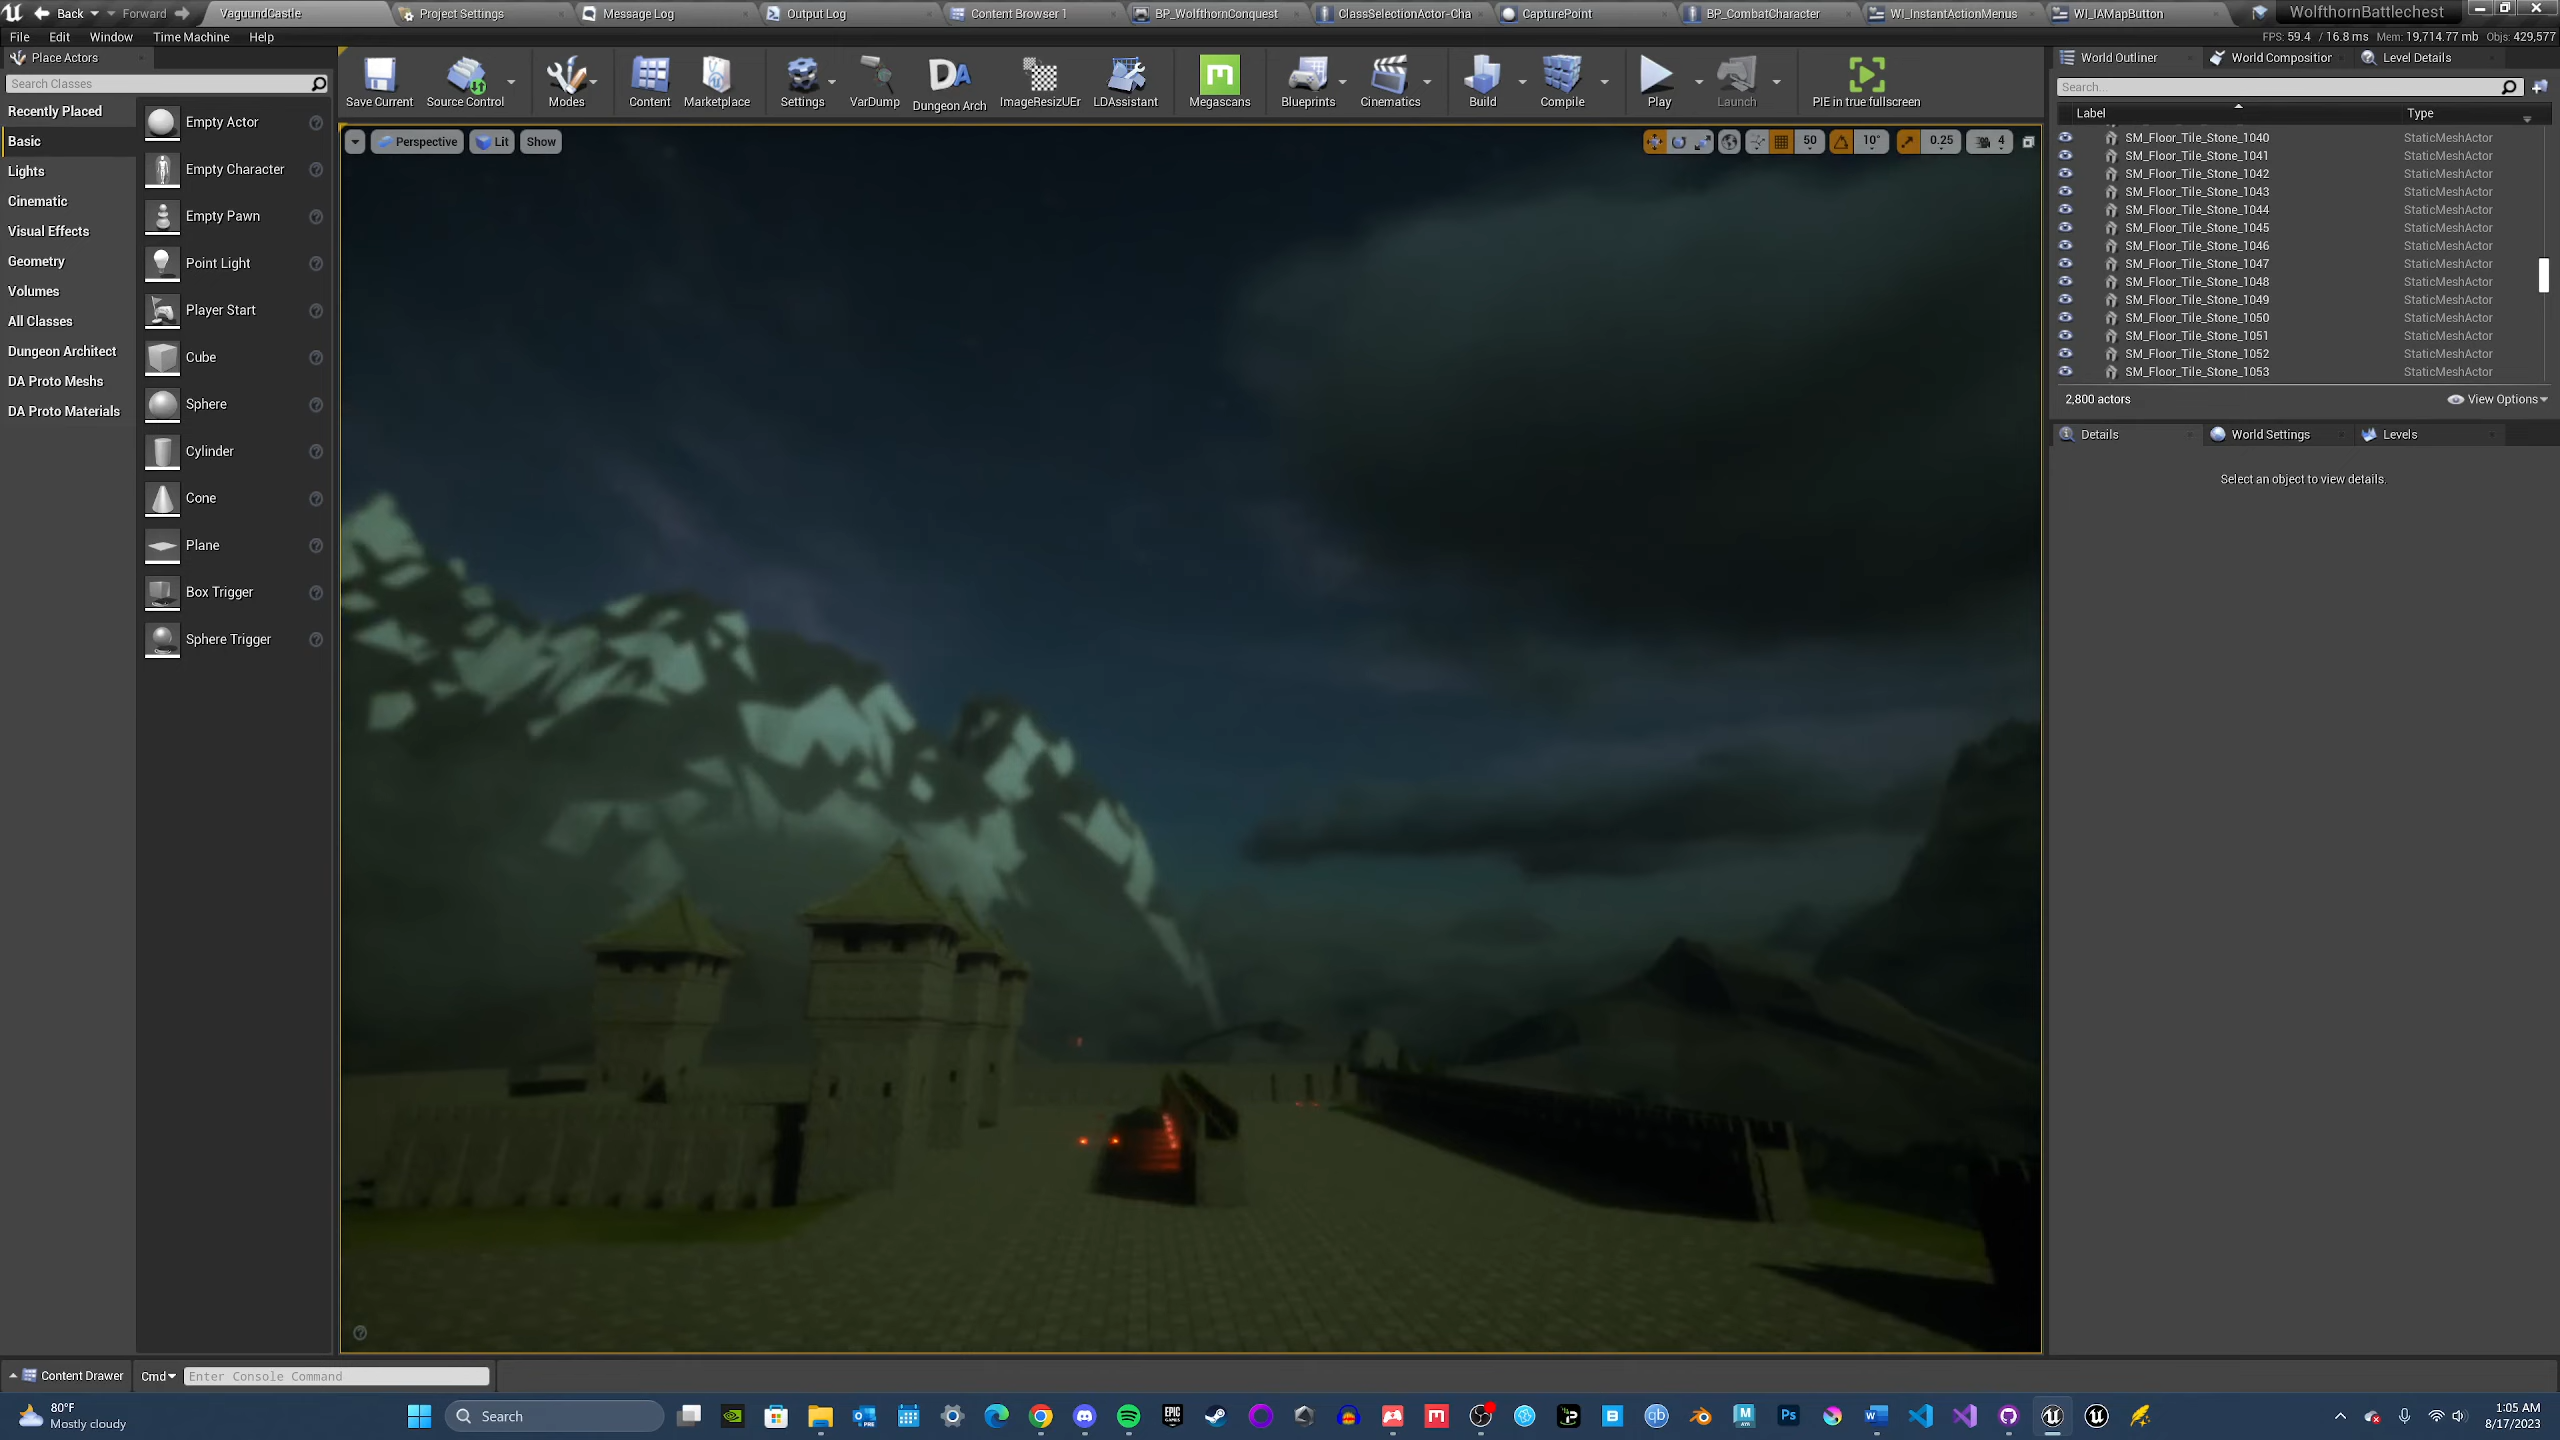 Back
Forward
VaguundCastle
Project Settings
Message Log
Output Log
Content Browser 1
BP_WolfthornConquest
ClassSelectionActor-Cha
CapturePoint
BP_CombatCharacter
WI_InstantActionMenus
WI_IAMapButton
WolfthornBattlechest
File Edit Window Time Machine Help
FPS: 59.4 / 16.8 ms Mem: 19,714.77 mb Objs: 429,577
Place Actors
Search Classes
Recently Placed
Basic
Lights
Cinematic
Visual Effects
Geometry
Volumes
All Classes
Dungeon Architect
DA Proto Meshs
DA Proto Materials
Empty Actor
Empty Character
Empty Pawn
Point Light
Player Start
Cube
Sphere
Cylinder
Cone
Plane
Box Trigger
Sphere Trigger
Save Current
Source Control
Modes
Content
Marketplace
Settings
VarDump
DA
Dungeon Arch
ImageResizUEr
LDAssistant
Megascans
Blueprints
Cinematics
Build
Compile
Play
Launch
PIE in true fullscreen
Perspective
Lit
Show
50
10°
0.25
4
World Outliner
World Composition
Level Details
Search...
Label
Type
SM_Floor_Tile_Stone_1040 StaticMeshActor
SM_Floor_Tile_Stone_1041 StaticMeshActor
SM_Floor_Tile_Stone_1042 StaticMeshActor
SM_Floor_Tile_Stone_1043 StaticMeshActor
SM_Floor_Tile_Stone_1044 StaticMeshActor
SM_Floor_Tile_Stone_1045 StaticMeshActor
SM_Floor_Tile_Stone_1046 StaticMeshActor
SM_Floor_Tile_Stone_1047 StaticMeshActor
SM_Floor_Tile_Stone_1048 StaticMeshActor
SM_Floor_Tile_Stone_1049 StaticMeshActor
SM_Floor_Tile_Stone_1050 StaticMeshActor
SM_Floor_Tile_Stone_1051 StaticMeshActor
SM_Floor_Tile_Stone_1052 StaticMeshActor
SM_Floor_Tile_Stone_1053 StaticMeshActor
2,800 actors
View Options
Details
World Settings
Levels
Select an object to view details.
Content Drawer
Cmd
Enter Console Command
80°F
Mostly cloudy
Search
1:05 AM
8/17/2023